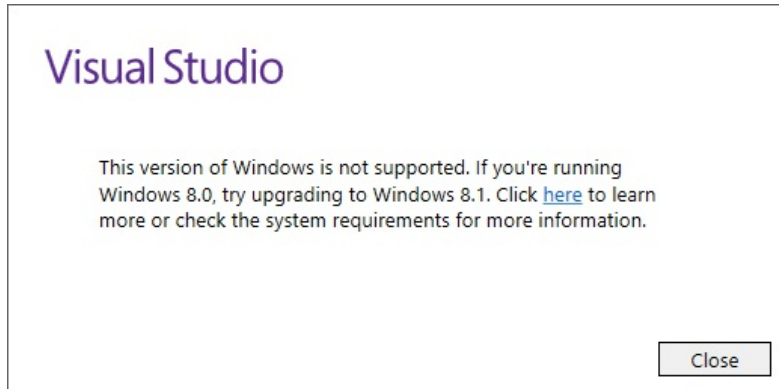 Visual Studio
This version of Windows is not supported. If you're running
Windows 8.0, try upgrading to Windows 8.1. Click here to learn
more or check the system requirements for more information.
Close